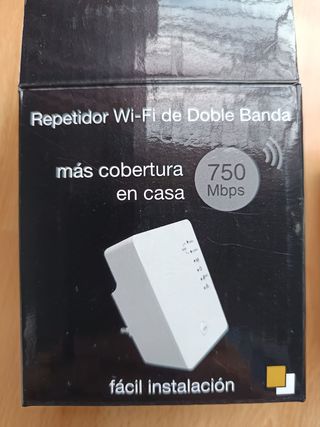 Repetidor Wi-Fi de Doble Banda
más cobertura
en casa
750
Mbps
fácil instalación